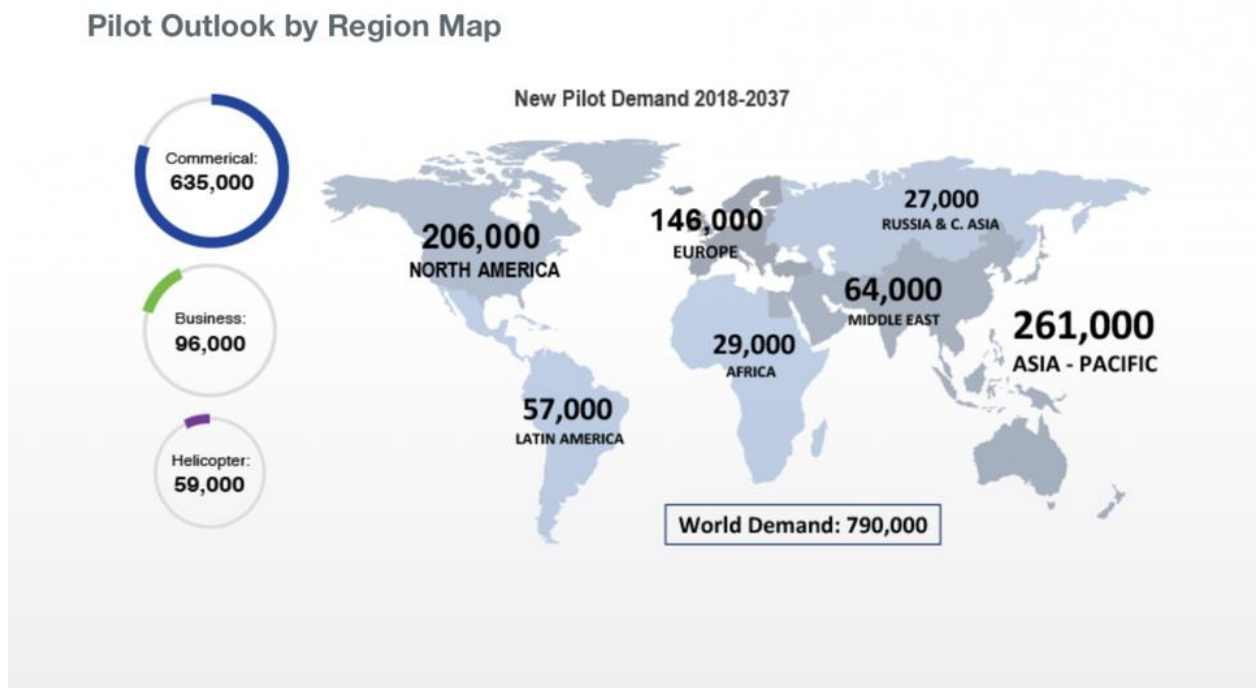 Pilot Outlook by Region Map
New Pilot Demand 2018-2037
Commerical:
635,000
Business:
96,000
Helicopter:
59,000
206,000
NORTH AMERICA
146,000
EUROPE
27,000
RUSSIA & C. ASIA
64,000
MIDDLE EAST
261,000
ASIA - PACIFIC
29,000
AFRICA
57,000
LATIN AMERICA
World Demand: 790,000